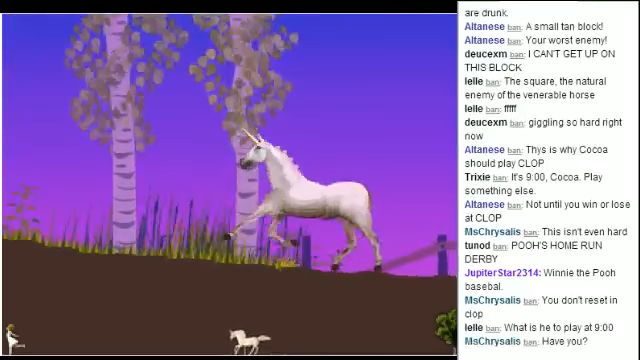 are drunk.
Altanese ban: A small tan block!
Altanese ban: Your worst enemy!
deucexm ban: I CAN'T GET UP ON
THIS BLOCK
lelle ban: The square, the natural
enemy of the venerable horse
lelle ban: fffff
deucexm ban: giggling so hard right
now
Altanese ban: Thys is why Cocoa
should play CLOP
Trixie ban: It's 9:00, Cocoa. Play
something else.
Altanese ban: Not until you win or lose
at CLOP
MsChrysalis ban: This isn't even hard
tunod ban: POOH'S HOME RUN
DERBY
JupiterStar2314: Winnie the Pooh
basebal.
MsChrysalis ban: You don't reset in
clop
lelle ban: What is he to play at 9:00
MsChrysalis ban: Have you?